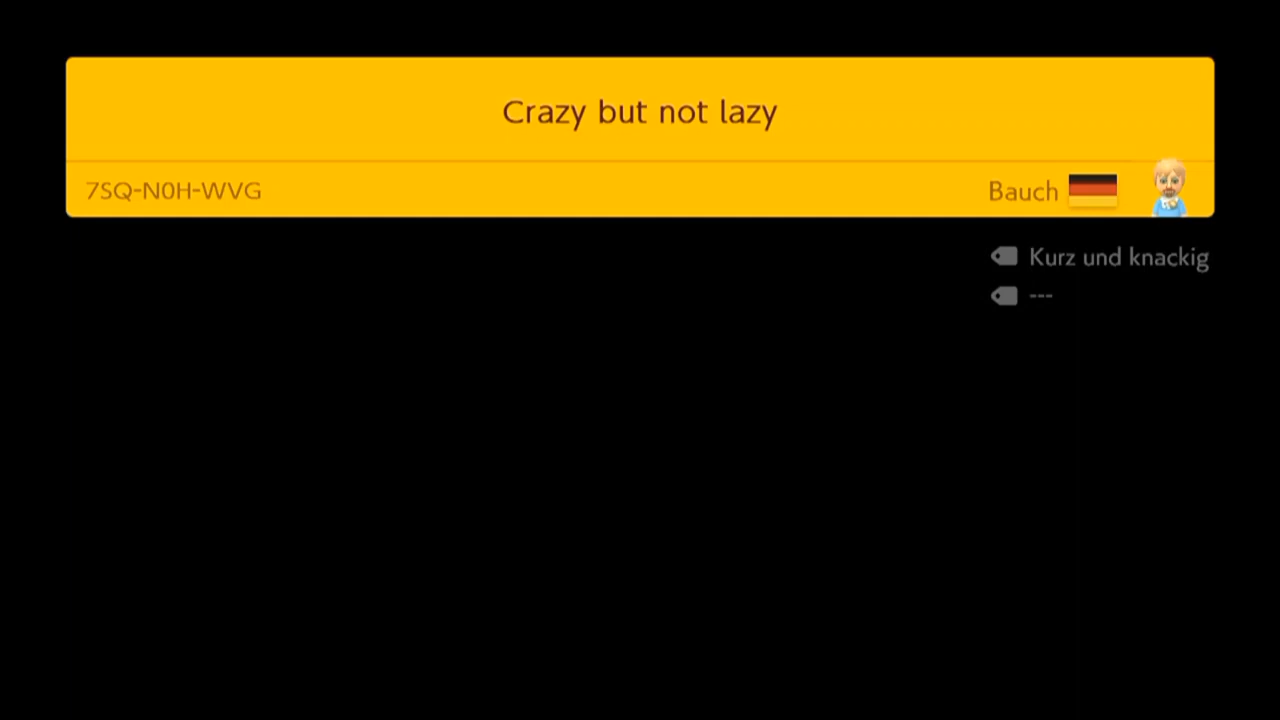 Crazy but not lazy
7SQ-N0H-WVG
Bauch
Kurz und knackig
---